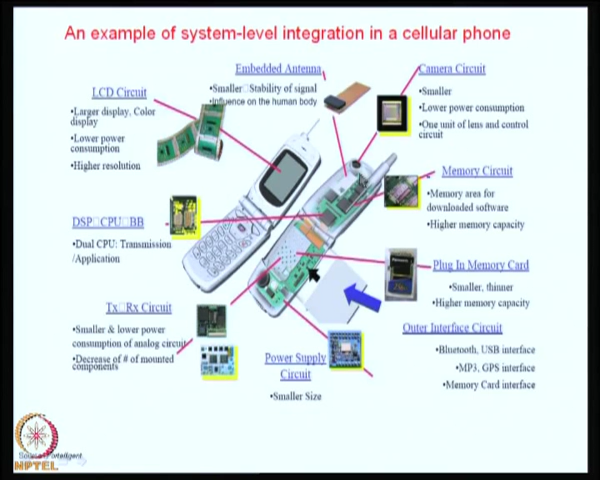 An example of system-level integration in a cellular phone
Embedded Antenna
•Smaller□Stability of signal
•Influence on the human body
Camera Circuit
•Smaller
•Lower power consumption
•One unit of lens and control
circuit
LCD Circuit
•Larger display, Color
display
•Lower power
consumption
•Higher resolution
Memory Circuit
•Memory area for
downloaded software
•Higher memory capacity
DSP□CPU□BB
•Dual CPU: Transmission
/Application
Plug In Memory Card
•Smaller, thinner
•Higher memory capacity
Tx□Rx Circuit
•Smaller & lower power
consumption of analog circuit
•Decrease of # of mounted
components
Outer Interface Circuit
•Bluetooth, USB interface
•MP3, GPS interface
•Memory Card interface
Power Supply
Circuit
•Smaller Size
NPTEL